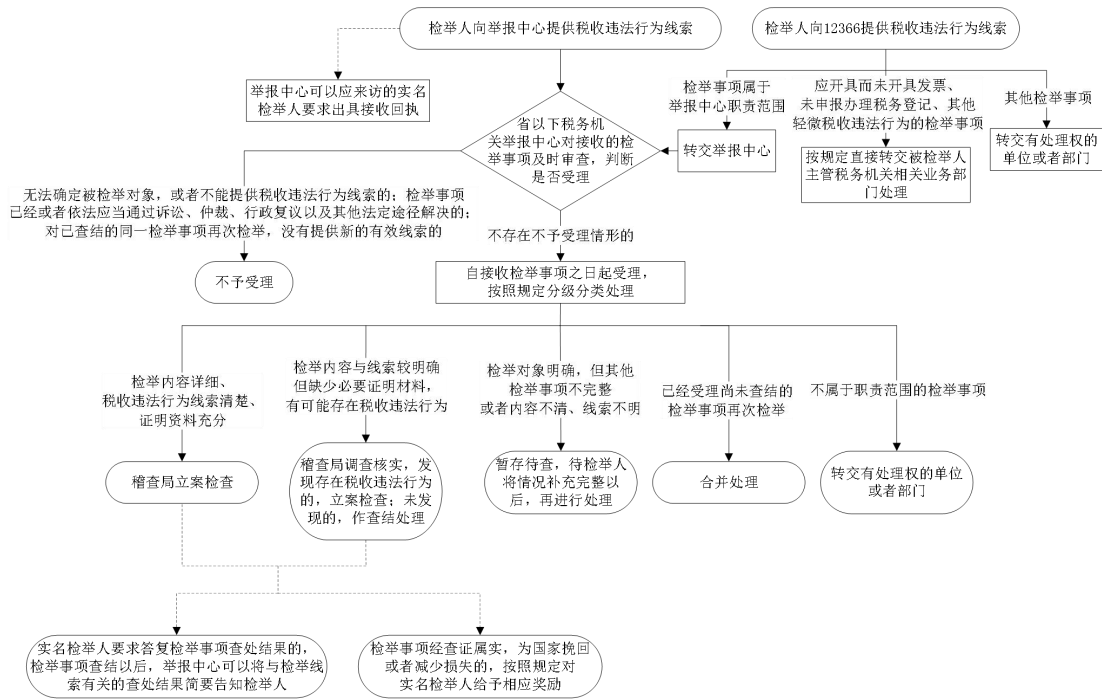 检举人向举报中心提供税收违法行为线索
检举人向12366提供税收违法行为线索
举报中心可以应来访的实名
检举人要求出具接收回执
检举事项属于
举报中心职责范围
应开具而未开具发票、
未申报办理税务登记、其他
轻微税收违法行为的检举事项
其他检举事项
省以下税务机
关举报中心对接收的检
举事项及时审查，判断
是否受理
转交举报中心
按规定直接转交被检举人
主管税务机关相关业务部
门处理
转交有处理权的
单位或者部门
无法确定被检举对象，或者不能提供税收违法行为线索的；检举事项
已经或者依法应当通过诉讼、仲裁、行政复议以及其他法定途径解决的；
对已查结的同一检举事项再次检举，没有提供新的有效线索的
不存在不予受理情形的
不予受理
自接收检举事项之日起受理，
按照规定分级分类处理
检举内容详细、
税收违法行为线索清楚、
证明资料充分
检举内容与线索较明确
但缺少必要证明材料，
有可能存在税收违法行为
检举对象明确，但其他
检举事项不完整
或者内容不清、线索不明
已经受理尚未查结的
检举事项再次检举
不属于职责范围的检举事项
稽查局立案检查
稽查局调查核实，发
现存在税收违法行为
的，立案检查；未发
现的，作查结处理
暂存待查，待检举人
将情况补充完整以
后，再进行处理
合并处理
转交有处理权的单位
或者部门
实名检举人要求答复检举事项查处结果的，
检举事项查结以后，举报中心可以将与检举线
索有关的查处结果简要告知检举人
检举事项经查证属实，为国家挽回
或者减少损失的，按照规定对
实名检举人给予相应奖励